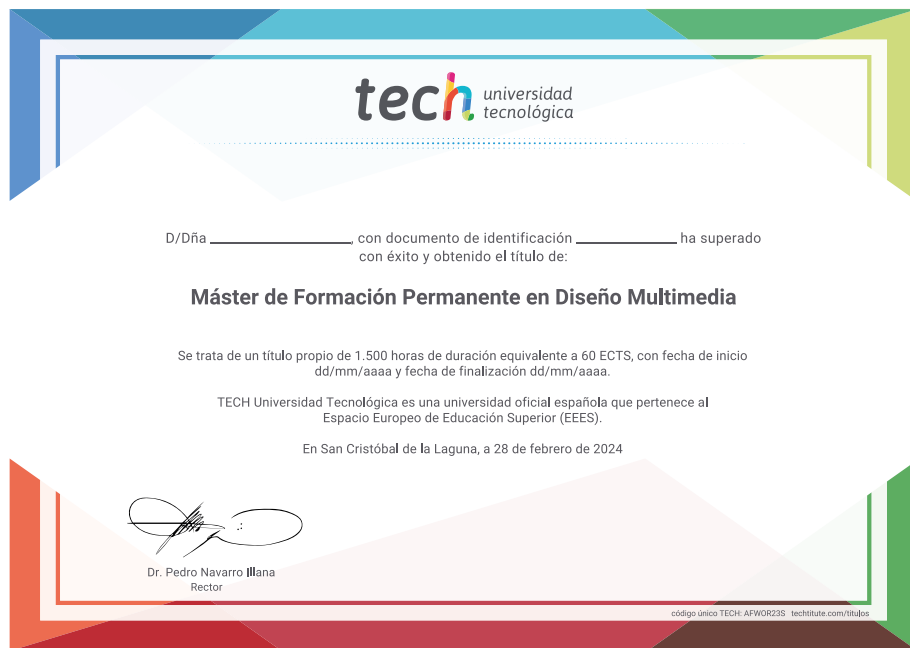 tech universidad
tecnológica
D/Dña ________________, con documento de identificación ____________ ha superado
con éxito y obtenido el título de:
Máster de Formación Permanente en Diseño Multimedia
Se trata de un título propio de 1.500 horas de duración equivalente a 60 ECTS, con fecha de inicio
dd/mm/aaaa y fecha de finalización dd/mm/aaaa.
TECH Universidad Tecnológica es una universidad oficial española que pertenece al
Espacio Europeo de Educación Superior (EEES).
En San Cristóbal de la Laguna, a 28 de febrero de 2024
Dr. Pedro Navarro Illana
Rector
código único TECH: AFWOR23S techtitute.com/titulos